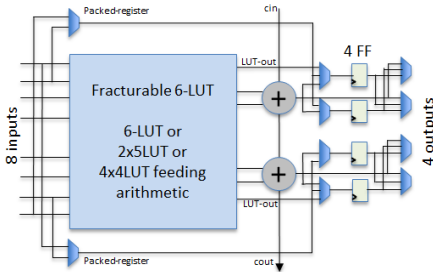 Packed-register
cin
LUT-out
4 FF
Fracturable 6-LUT
+
8 inputs
6-LUT or
2x5LUT or
4x4LUT feeding
arithmetic
4 outputs
+
LUT-out
Packed-register
cout